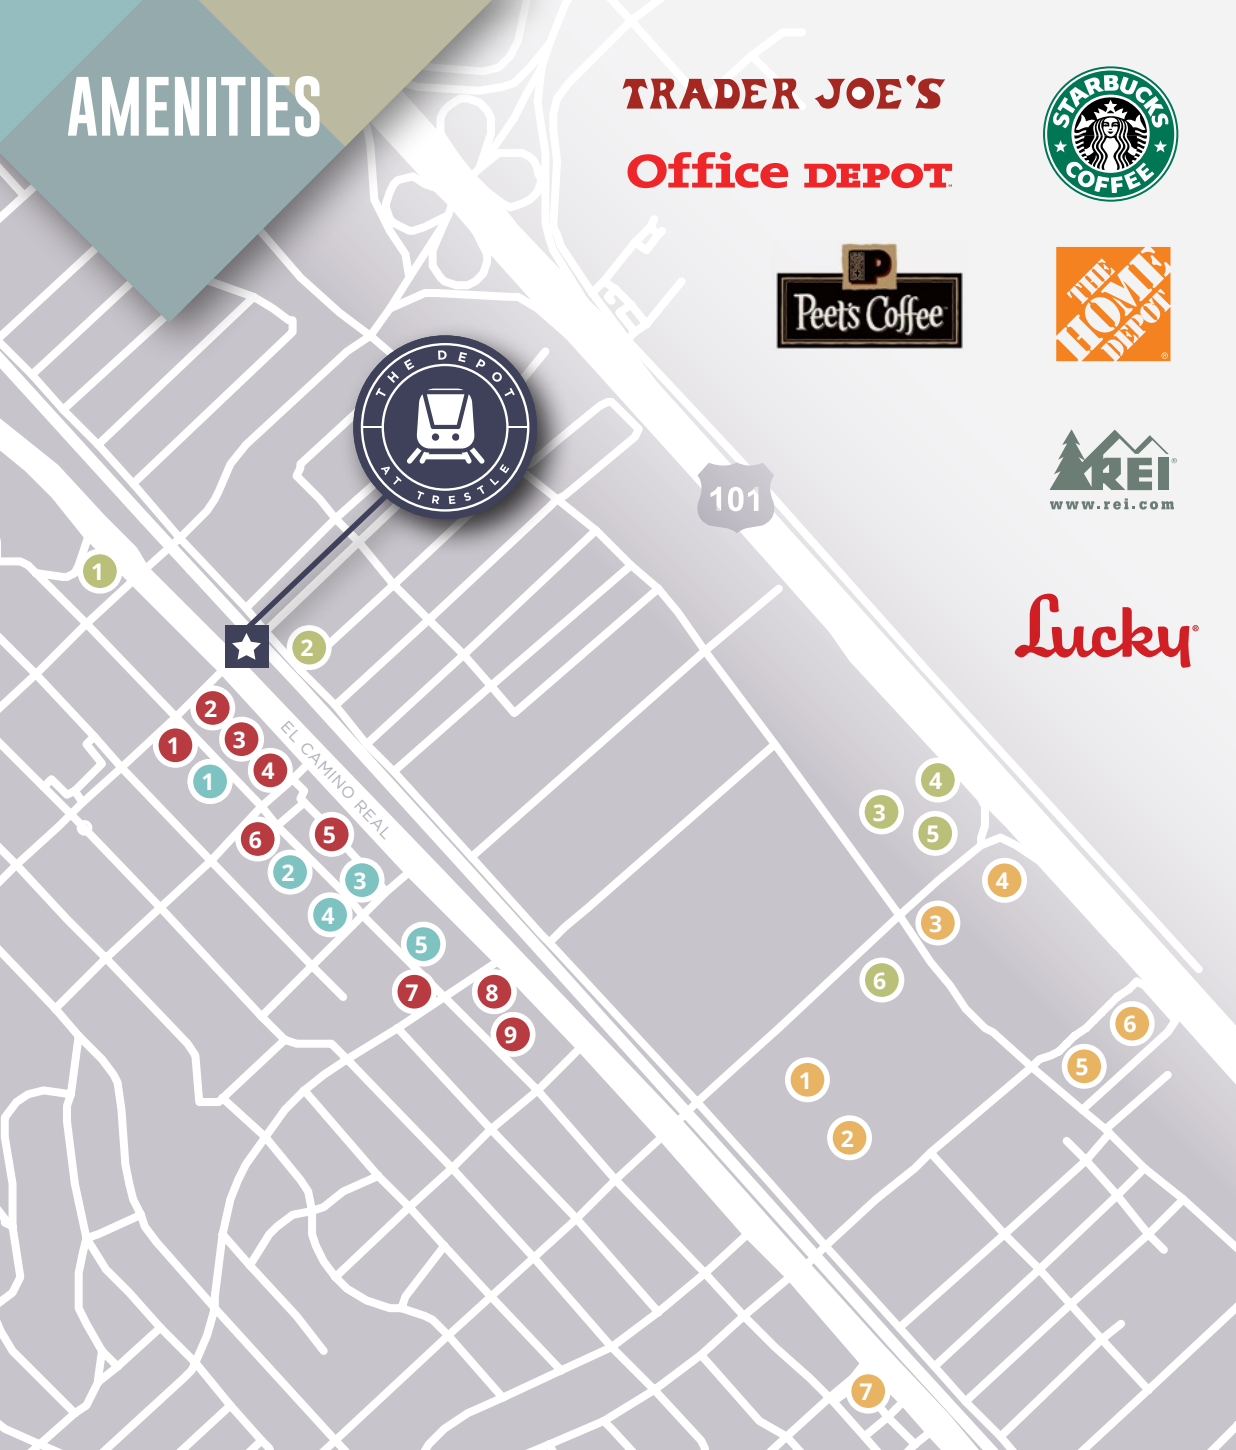 AMENITIES
TRADER JOE'S
STARBUCKS
COFFEE
Office DEPOT
Peet's Coffee
THE
HOME
DEPOT
THE DEPOT
AT TRESTLE
101
REI
www.rei.com
1
2
Lucky
2
1
3
4
1
EL CAMINO REAL
4
3
5
6
5
2
3
4
4
3
5
6
7
8
9
6
5
1
2
7